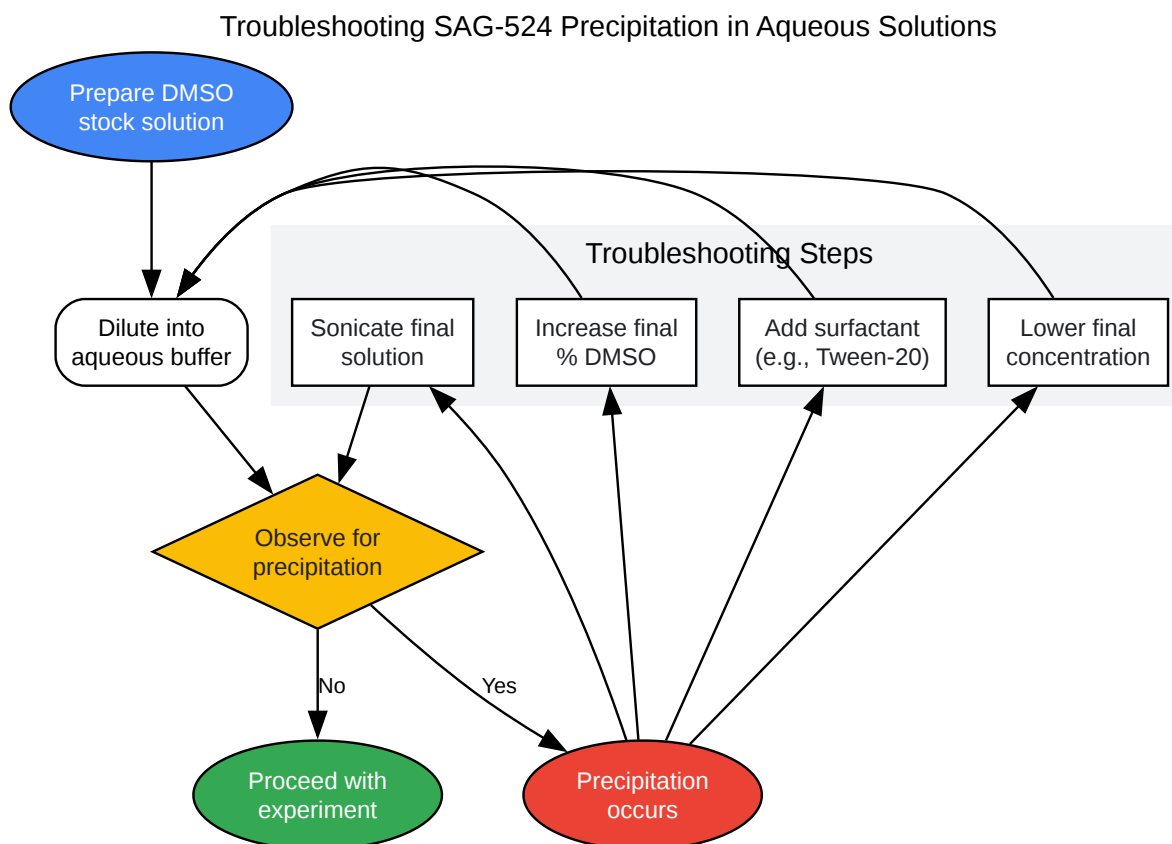 Troubleshooting SAG-524 Precipitation in Aqueous Solutions
Prepare DMSO
stock solution
Troubleshooting Steps
Dilute into
aqueous buffer
Sonicate final
solution
Increase final
% DMSO
Add surfactant
(e.g., Tween-20)
Lower final
concentration
Observe for
precipitation
No
Yes
Proceed with
experiment
Precipitation
occurs